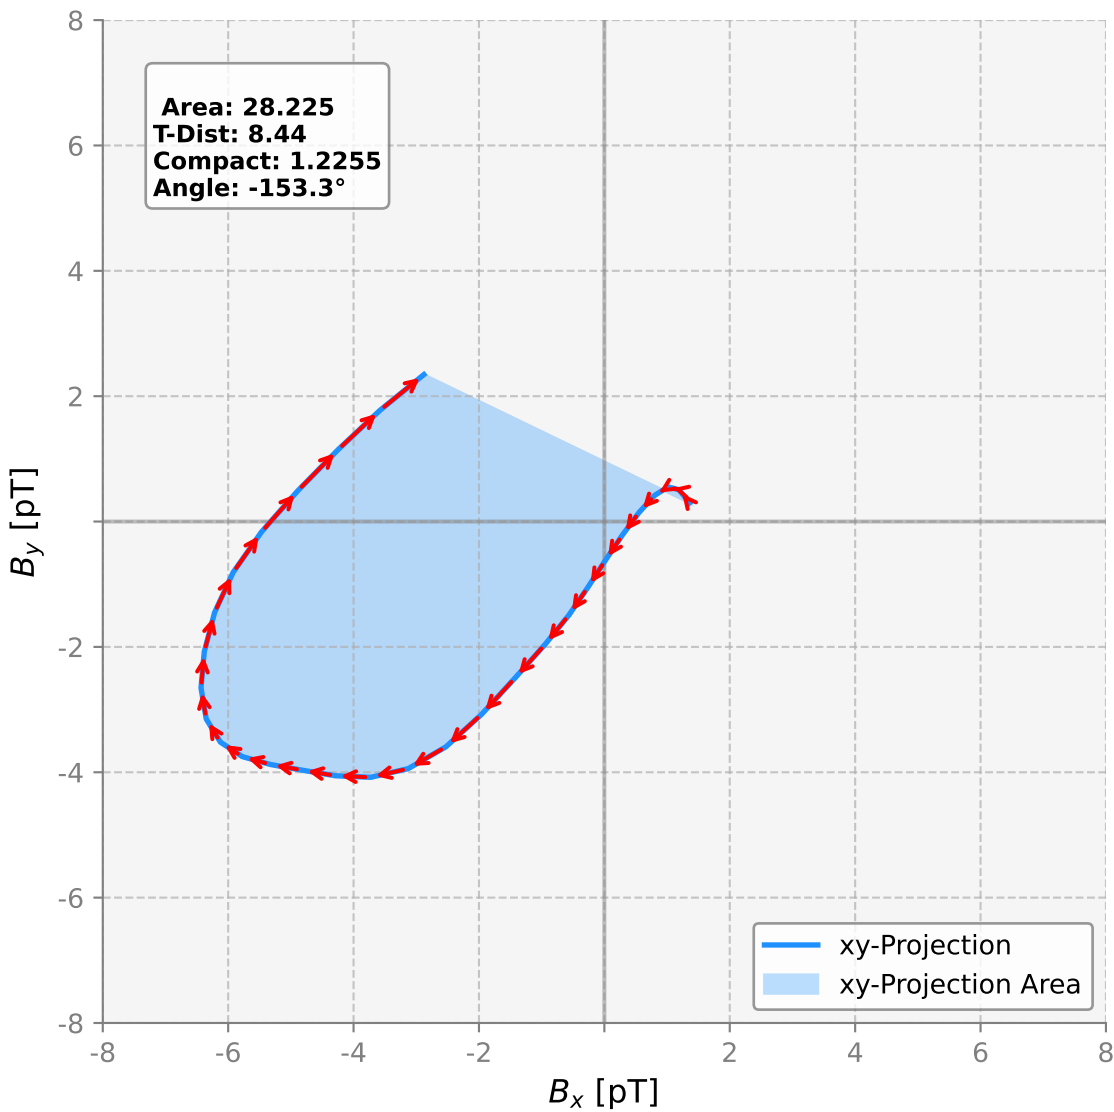 8
6
4
2
-2
-4
-6
-8
-8
-6
-4
-2
2
4
6
8
B_y [pT]
B_x [pT]
Area: 28.225
T-Dist: 8.44
Compact: 1.2255
Angle: -153.3°
xy-Projection
xy-Projection Area